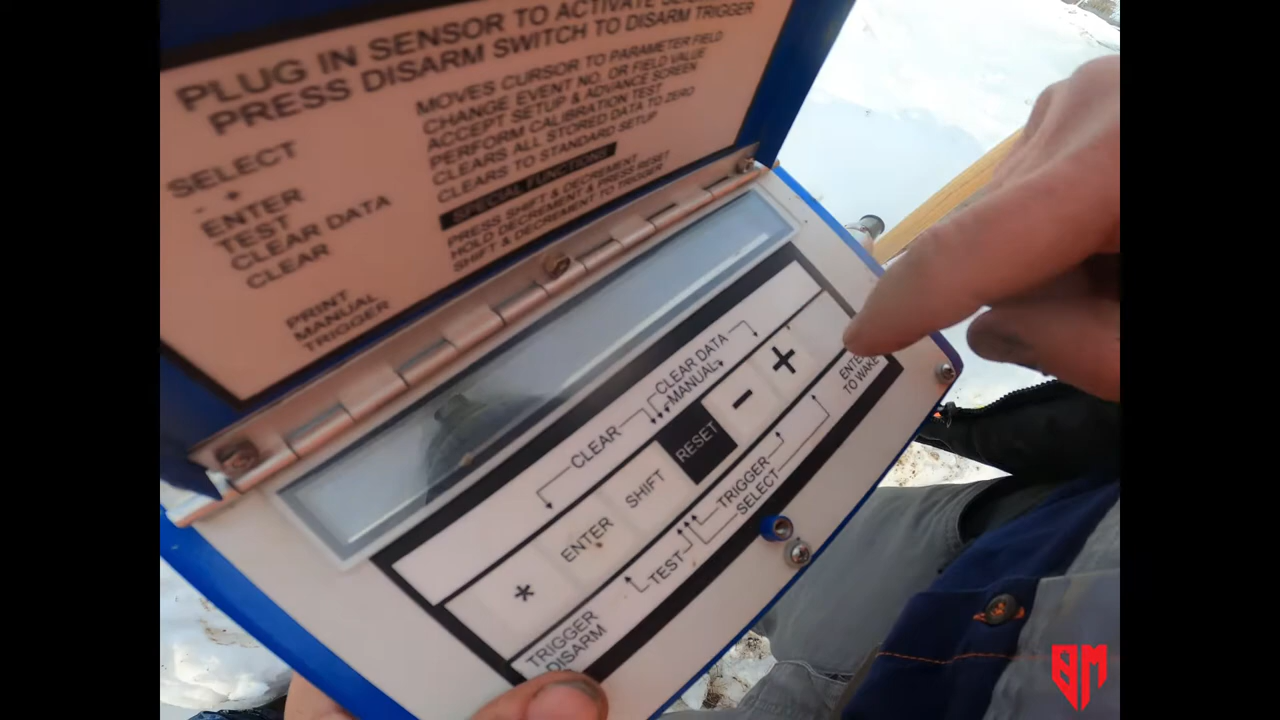 PLUG IN SENSOR TO ACTIVATE
PRESS DISARM SWITCH TO DISARM TRIGGER
SELECT MOVES CURSOR TO PARAMETER FIELD
- + CHANGE EVENT NO. OR FIELD VALUE
ENTER ACCEPT SETUP & ADVANCE SCREEN
TEST PERFORM CALIBRATION TEST
CLEAR DATA CLEARS ALL STORED DATA TO ZERO
CLEAR CLEARS TO STANDARD SETUP
SPECIAL FUNCTIONS
PRINT PRESS SHIFT & DECREMENT
MANUAL HOLD DECREMENT & PRESS RESET
TRIGGER SHIFT & DECREMENT TO TRIGGER
CLEAR
CLEAR DATA
MANUAL
* ENTER SHIFT RESET - +
TRIGGER
DISARM
TEST
TRIGGER
SELECT
TO WAKE
BM